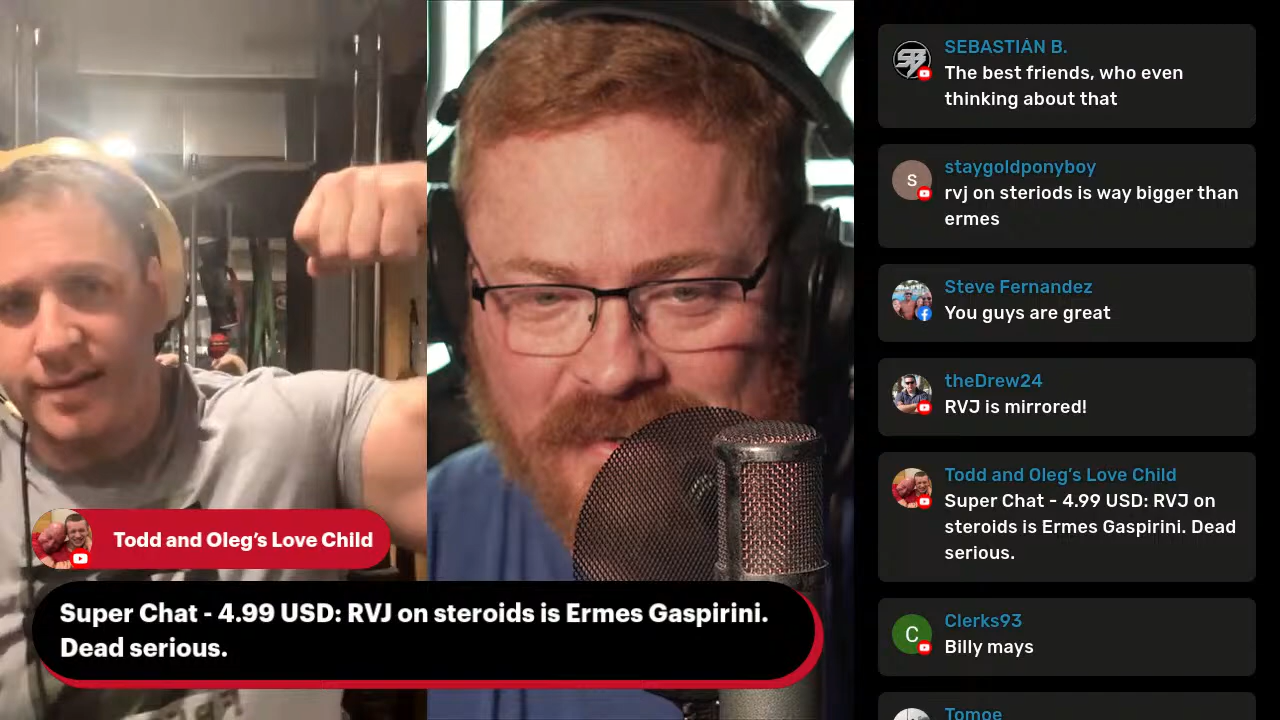 SEBASTIÁN B.
The best friends, who even
thinking about that
S
staygoldponyboy
rvj on steriods is way bigger than
ermes
Steve Fernandez
You guys are great
theDrew24
RVJ is mirrored!
Todd and Oleg's Love Child
Super Chat - 4.99 USD: RVJ on
steroids is Ermes Gaspirini. Dead
serious.
C
Clerks93
Billy mays
Tomoe
Todd and Oleg's Love Child
Super Chat - 4.99 USD: RVJ on steroids is Ermes Gaspirini.
Dead serious.